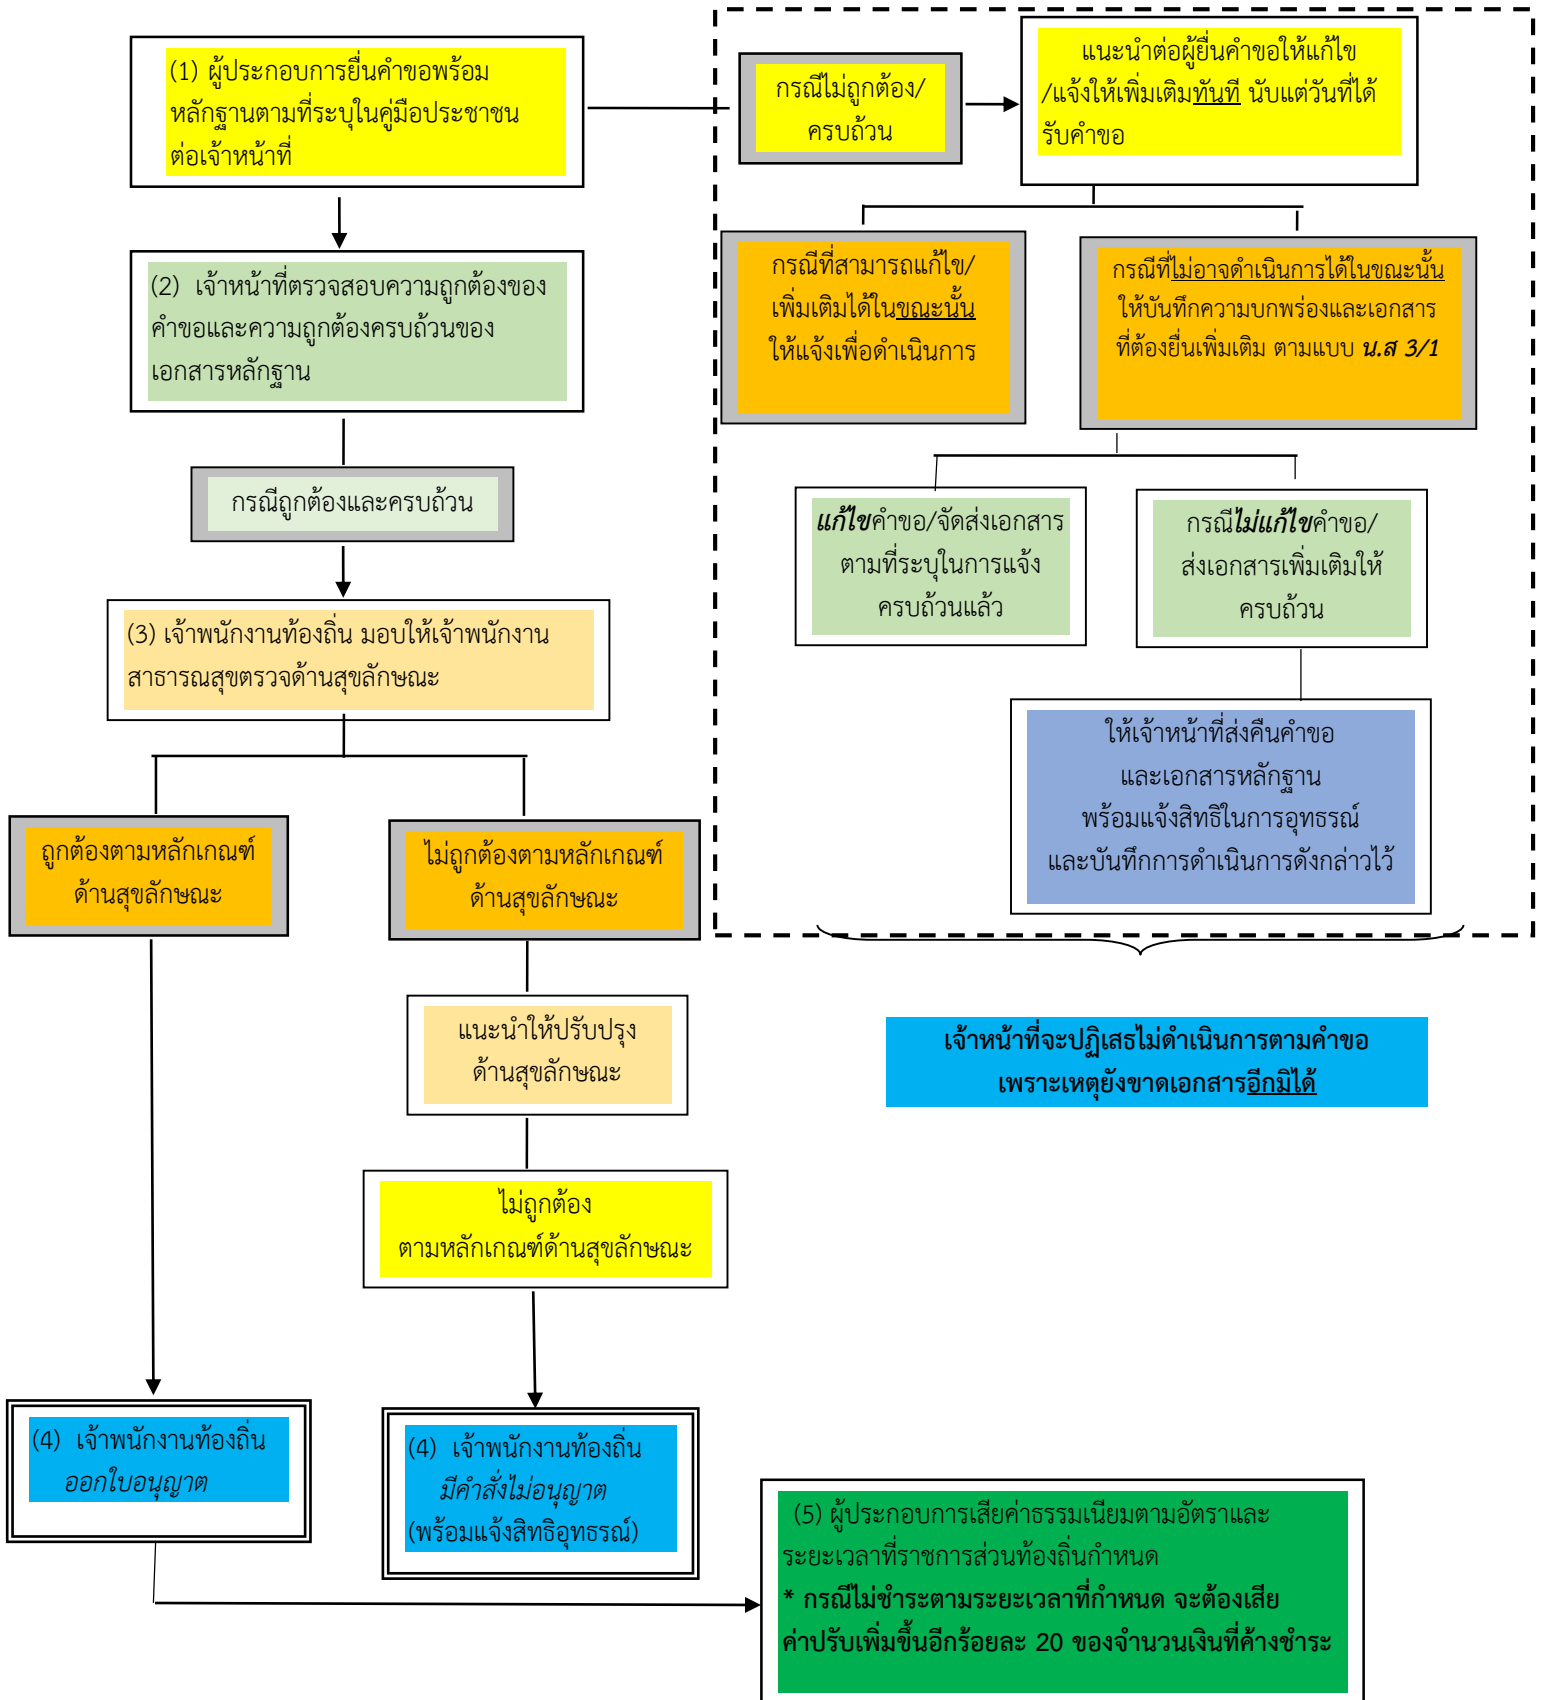 (1) ผู้ประกอบการยื่นคำขอพร้อม
หลักฐานตามที่ระบุในคู่มือประชาชน
ต่อเจ้าหน้าที่
กรณีไม่ถูกต้อง/
ครบถ้วน
แนะนำต่อผู้ยื่นคำขอให้แก้ไข
/แจ้งให้เพิ่มเติมทันที นับแต่วันที่ได้
รับคำขอ
(2) เจ้าหน้าที่ตรวจสอบความถูกต้องของ
คำขอและความถูกต้องครบถ้วนของ
เอกสารหลักฐาน
กรณีที่สามารถแก้ไข/
เพิ่มเติมได้ในขณะนั้น
ให้แจ้งเพื่อดำเนินการ
กรณีที่ไม่อาจดำเนินการได้ในขณะนั้น
ให้บันทึกความบกพร่องและเอกสาร
ที่ต้องยื่นเพิ่มเติม ตามแบบ น.ส 3/1
กรณีถูกต้องและครบถ้วน
แก้ไขคำขอ/จัดส่งเอกสาร
ตามที่ระบุในการแจ้ง
ครบถ้วนแล้ว
กรณีไม่แก้ไขคำขอ/
ส่งเอกสารเพิ่มเติมให้
ครบถ้วน
(3) เจ้าพนักงานท้องถิ่น มอบให้เจ้าพนักงาน
สาธารณสุขตรวจด้านสุขลักษณะ
ให้เจ้าหน้าที่ส่งคืนคำขอ
และเอกสารหลักฐาน
พร้อมแจ้งสิทธิในการอุทธรณ์
และบันทึกการดำเนินการดังกล่าวไว้
ถูกต้องตามหลักเกณฑ์
ด้านสุขลักษณะ
ไม่ถูกต้องตามหลักเกณฑ์
ด้านสุขลักษณะ
แนะนำให้ปรับปรุง
ด้านสุขลักษณะ
เจ้าหน้าที่จะปฏิเสธไม่ดำเนินการตามคำขอ
เพราะเหตุยังขาดเอกสารอีกมิได้
ไม่ถูกต้อง
ตามหลักเกณฑ์ด้านสุขลักษณะ
(4) เจ้าพนักงานท้องถิ่น
ออกใบอนุญาต
(4) เจ้าพนักงานท้องถิ่น
มีคำสั่งไม่อนุญาต
(พร้อมแจ้งสิทธิอุทธรณ์)
(5) ผู้ประกอบการเสียค่าธรรมเนียมตามอัตราและ
ระยะเวลาที่ราชการส่วนท้องถิ่นกำหนด
* กรณีไม่ชำระตามระยะเวลาที่กำหนด จะต้องเสีย
ค่าปรับเพิ่มขึ้นอีกร้อยละ 20 ของจำนวนเงินที่ค้างชำระ